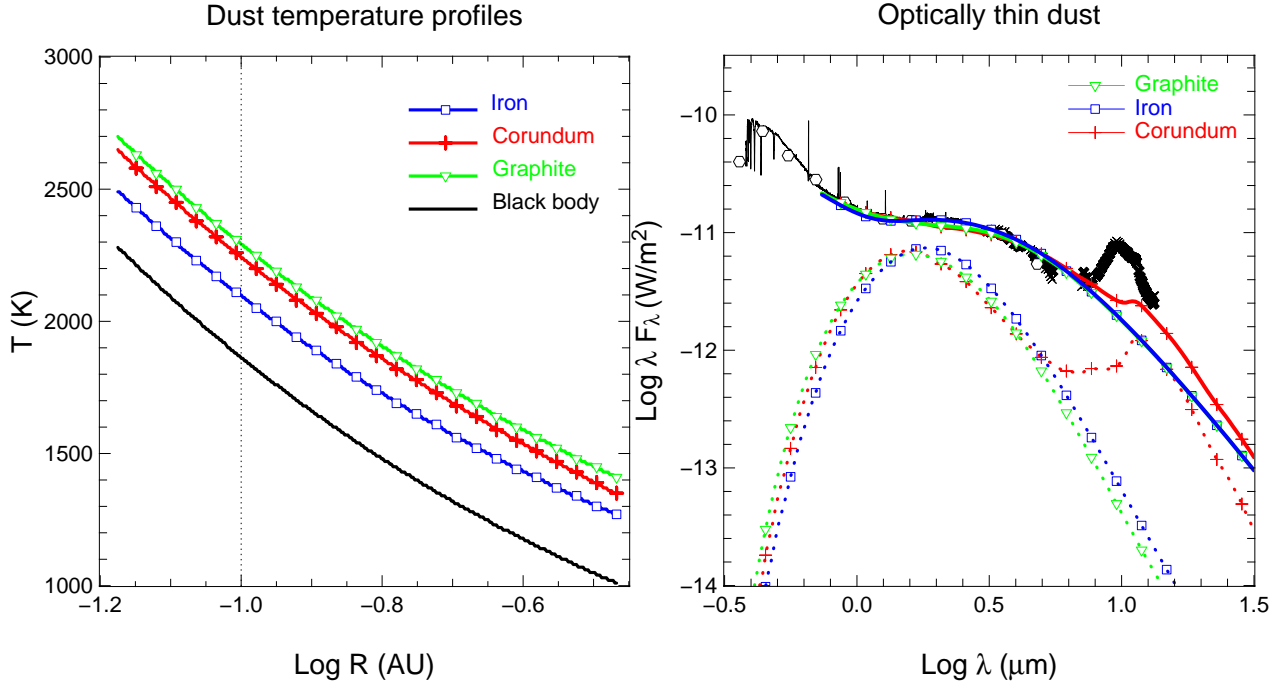 Dust temperature profiles
3000
2500
2000
1500
1000
T (K)
Iron
Corundum
Graphite
Black body
−1.2
−1.0
−0.8
−0.6
Log R (AU)
Optically thin dust
−10
−11
−12
−13
−14
Log λ Fλ (W/m²)
Graphite
Iron
Corundum
−0.5
0.0
0.5
1.0
1.5
Log λ (μm)